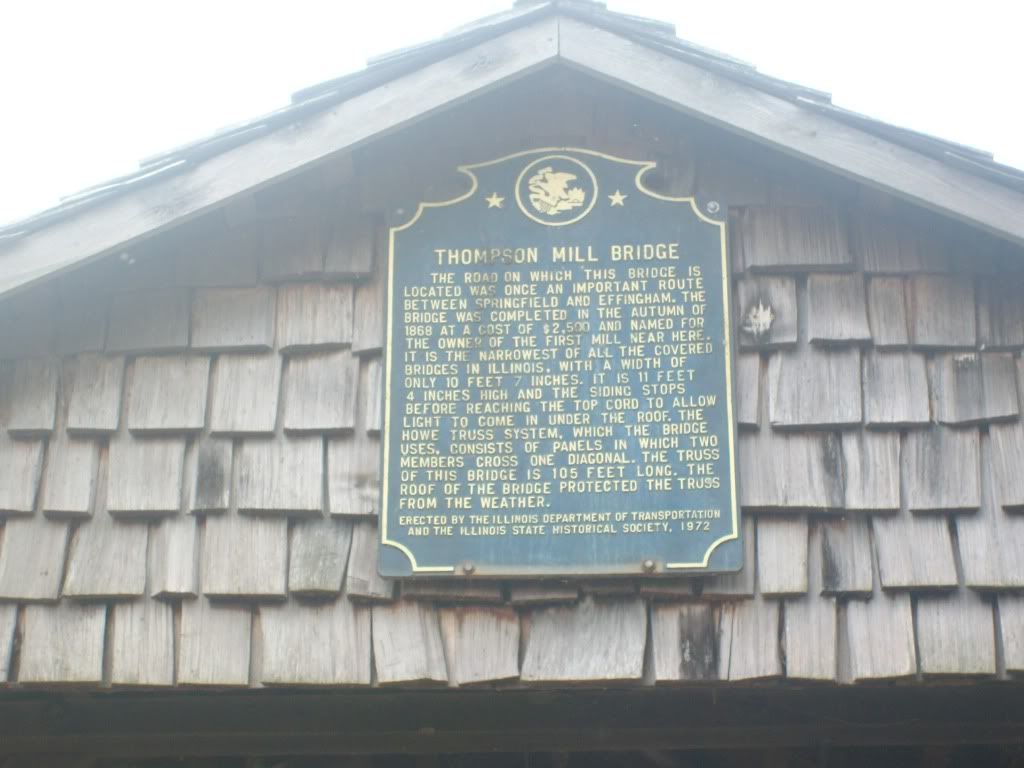 THOMPSON MILL BRIDGE
THE ROAD ON WHICH THIS BRIDGE IS
LOCATED WAS ONCE AN IMPORTANT ROUTE
BETWEEN SPRINGFIELD AND EFFINGHAM. THE
BRIDGE WAS COMPLETED IN THE AUTUMN OF
1868 AT A COST OF $2,500 AND NAMED FOR
THE OWNER OF THE FIRST MILL NEAR HERE.
IT IS THE NARROWEST OF ALL THE COVERED
BRIDGES IN ILLINOIS, WITH A WIDTH OF
ONLY 10 FEET 7 INCHES. IT IS 11 FEET
4 INCHES HIGH AND THE SIDING STOPS
BEFORE REACHING THE TOP CORD TO ALLOW
LIGHT TO COME IN UNDER THE ROOF. THE
HOWE TRUSS SYSTEM, WHICH THE BRIDGE
USES, CONSISTS OF PANELS IN WHICH TWO
MEMBERS CROSS ONE DIAGONAL. THE TRUSS
OF THIS BRIDGE IS 105 FEET LONG. THE
ROOF OF THE BRIDGE PROTECTED THE TRUSS
FROM THE WEATHER.
ERECTED BY THE ILLINOIS DEPARTMENT OF TRANSPORTATION
AND THE ILLINOIS STATE HISTORICAL SOCIETY, 1972